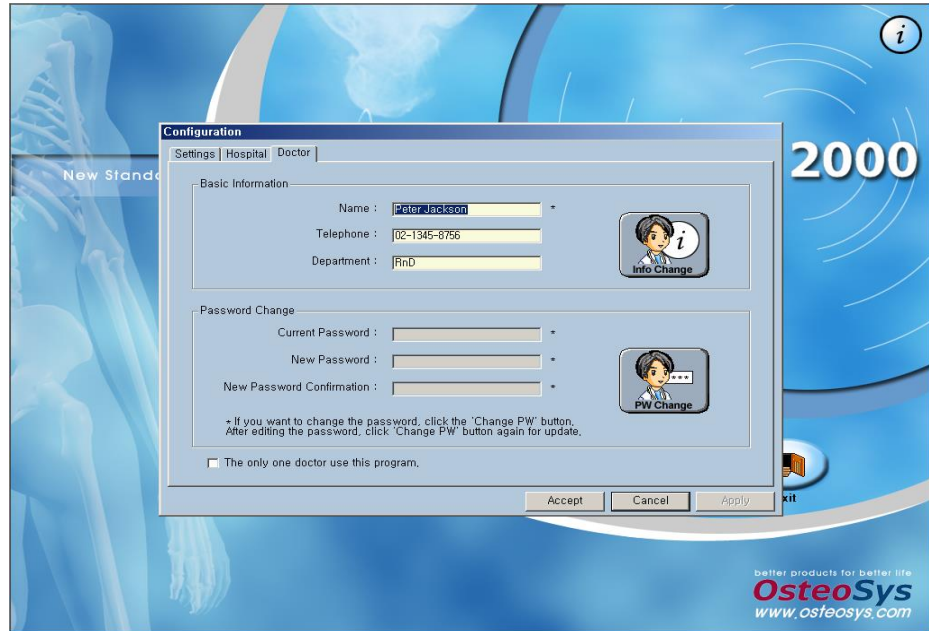 i
Configuration
Settings Hospital Doctor
2000
New Standa
Basic Information
Name : Peter Jackson *
Telephone : 02-1345-8756
Department : RnD
i
Info Change
Password Change
Current Password : *
New Password : *
New Password Confirmation : *
***
PW Change
* If you want to change the password, click the 'Change PW' button.
After editing the password, click 'Change PW' button again for update.
The only one doctor use this program.
Accept Cancel Apply
xit
better products for better life
OsteoSys
www.osteosys.com